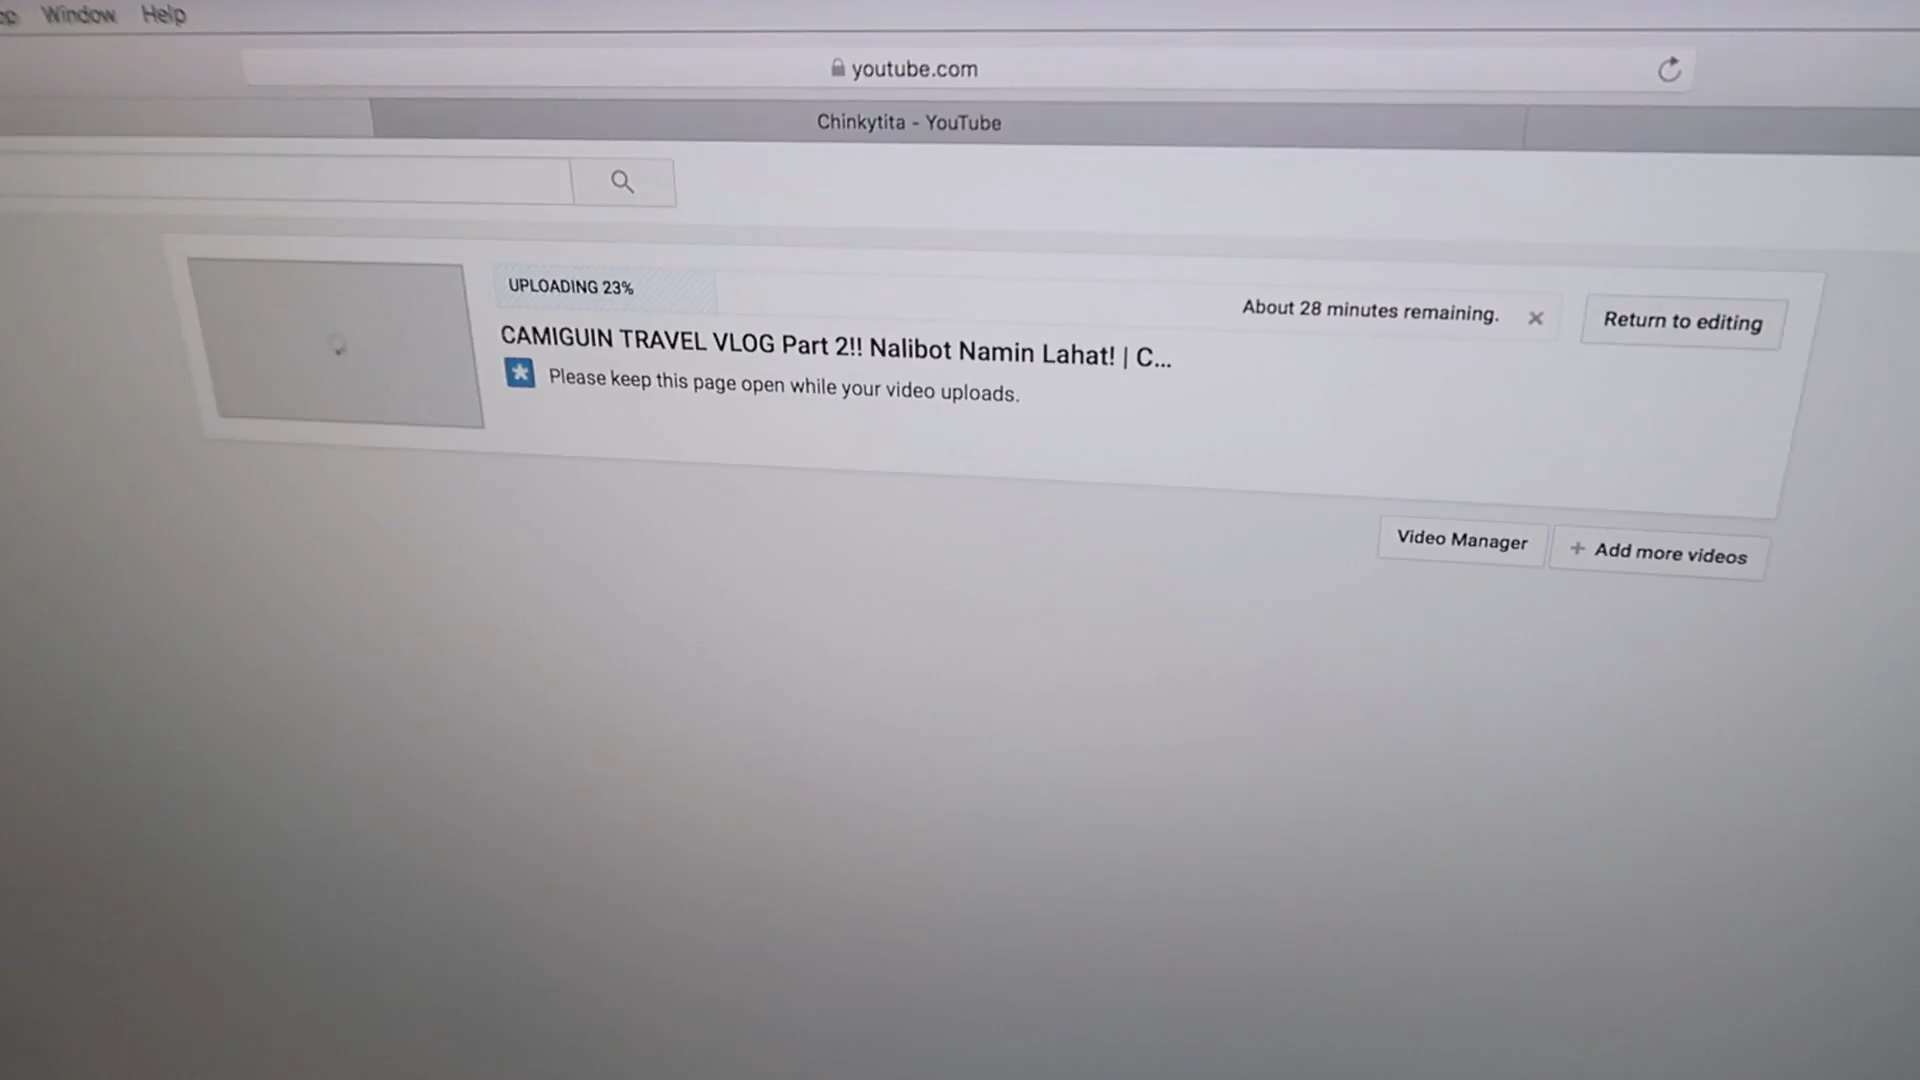 Window Help
youtube.com
Chinkytita - YouTube
UPLOADING 23%
About 28 minutes remaining.
Return to editing
CAMIGUIN TRAVEL VLOG Part 2!! Nalibot Namin Lahat! | C...
Please keep this page open while your video uploads.
Video Manager
+ Add more videos